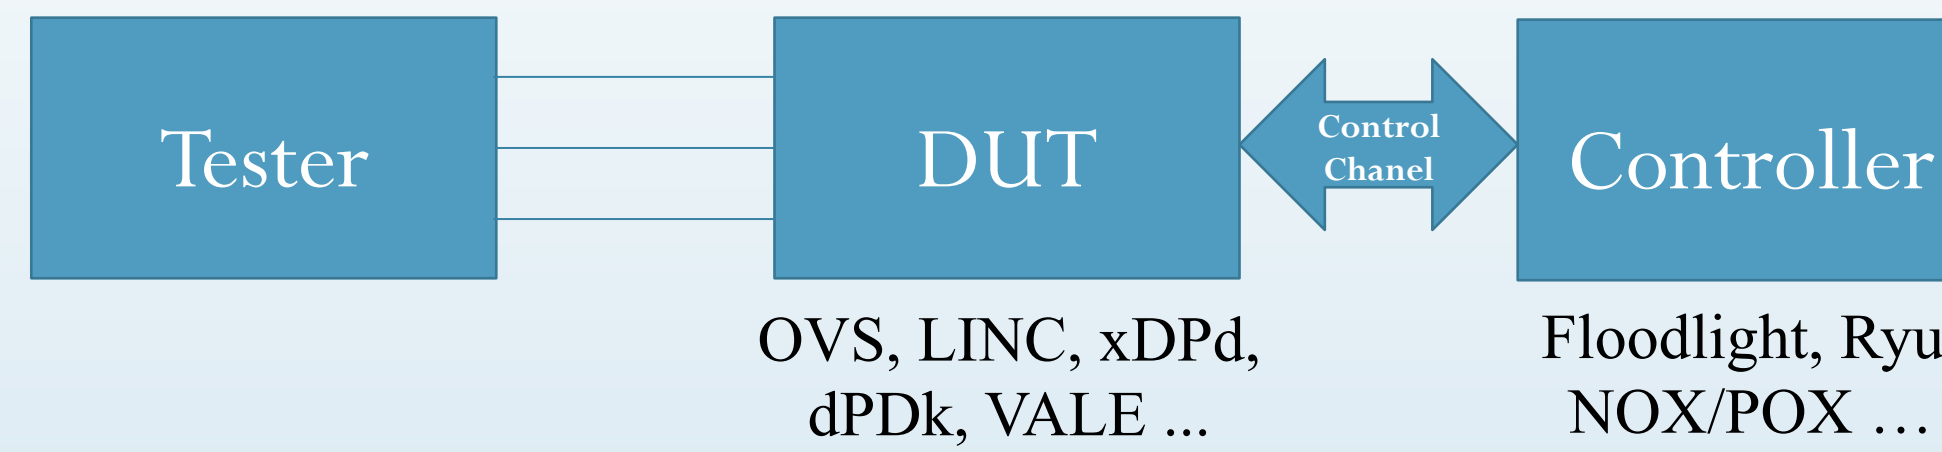 Tester
DUT
Control
Chanel
Controller
OVS, LINC, xDPd,
dPDk, VALE ...
Floodlight, Ryu
NOX/POX …